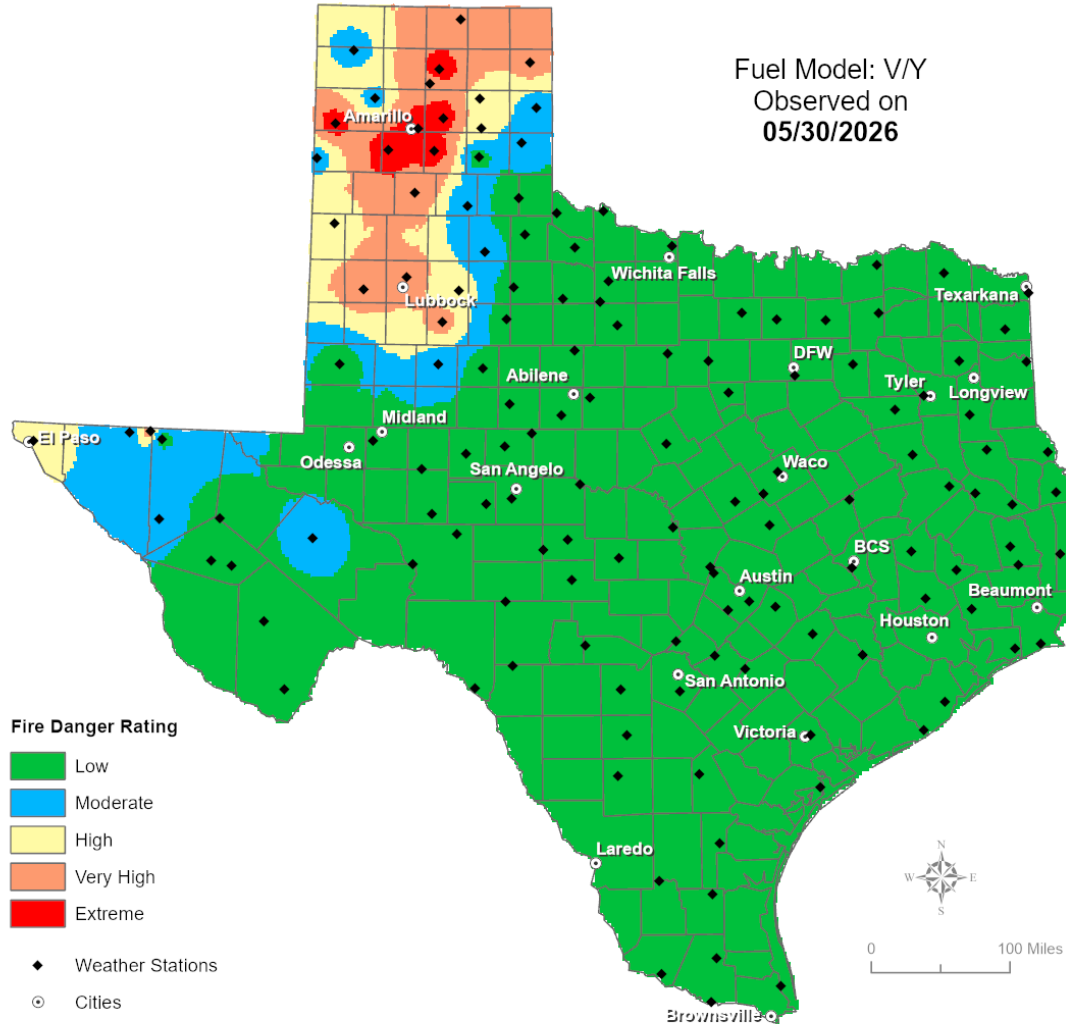 Fuel Model: V/Y
Observed on
05/30/2026
Amarillo
Wichita Falls
Lubbock
Texarkana
DFW
Abilene
Tyler
Longview
Midland
El Paso
Odessa
San Angelo
Waco
BCS
Austin
Beaumont
Houston
San Antonio
Victoria
Laredo
Brownsville
Fire Danger Rating
Low
Moderate
High
Very High
Extreme
Weather Stations
Cities
N
W E
S
0 100 Miles